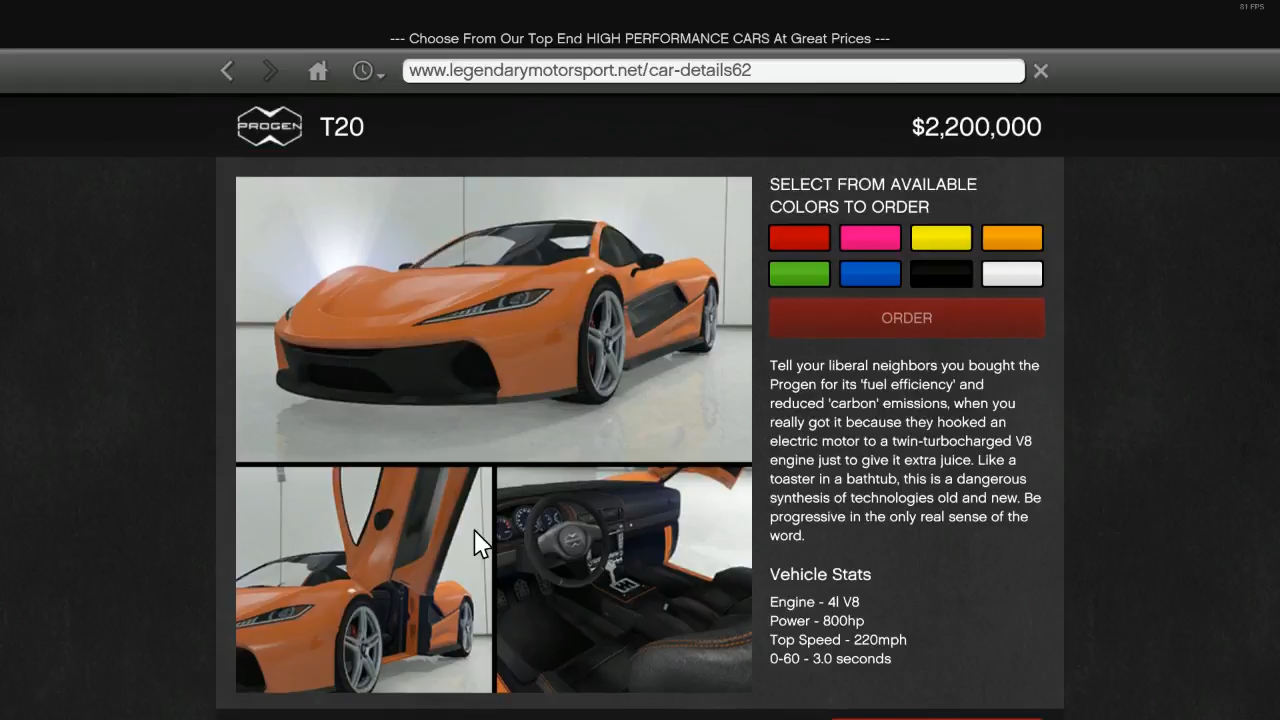 81 FPS
--- Choose From Our Top End HIGH PERFORMANCE CARS At Great Prices ---
www.legendarymotorsport.net/car-details62
PROGEN
T20
$2,200,000
SELECT FROM AVAILABLE
COLORS TO ORDER
ORDER
Tell your liberal neighbors you bought the
Progen for its 'fuel efficiency' and
reduced 'carbon' emissions, when you
really got it because they hooked an
electric motor to a twin-turbocharged V8
engine just to give it extra juice. Like a
toaster in a bathtub, this is a dangerous
synthesis of technologies old and new. Be
progressive in the only real sense of the
word.
Vehicle Stats
Engine - 4l V8
Power - 800hp
Top Speed - 220mph
0-60 - 3.0 seconds